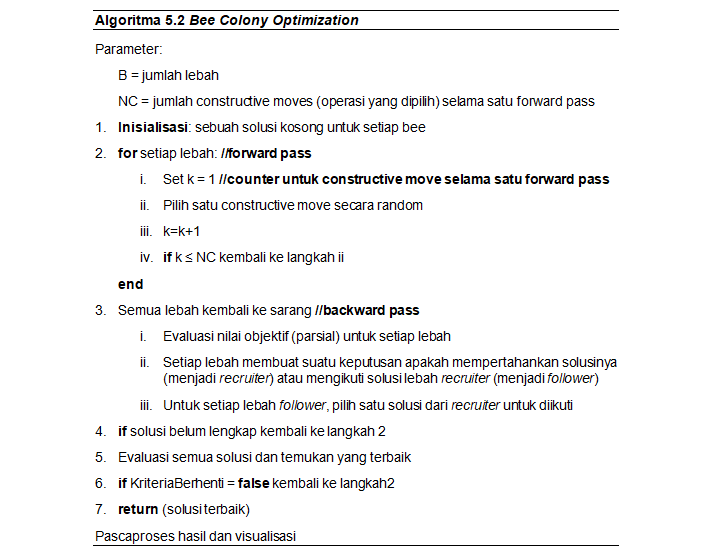 Algoritma 5.2 Bee Colony Optimization
Parameter:
B = jumlah lebah
NC = jumlah constructive moves (operasi yang dipilih) selama satu forward pass
1. Inisialisasi: sebuah solusi kosong untuk setiap bee
2. for setiap lebah: //forward pass
i. Set k = 1 //counter untuk constructive move selama satu forward pass
ii. Pilih satu constructive move secara random
iii. k=k+1
iv. if k ≤ NC kembali ke langkah ii
end
3. Semua lebah kembali ke sarang //backward pass
i. Evaluasi nilai objektif (parsial) untuk setiap lebah
ii. Setiap lebah membuat suatu keputusan apakah mempertahankan solusinya
(menjadi recruiter) atau mengikuti solusi lebah recruiter (menjadi follower)
iii. Untuk setiap lebah follower, pilih satu solusi dari recruiter untuk diikuti
4. if solusi belum lengkap kembali ke langkah 2
5. Evaluasi semua solusi dan temukan yang terbaik
6. if KriteriaBerhenti = false kembali ke langkah2
7. return (solusi terbaik)
Pascaproses hasil dan visualisasi